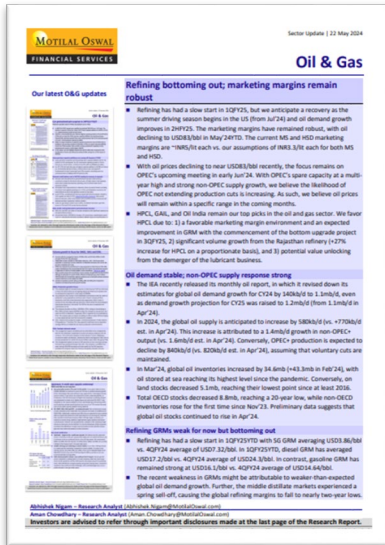 Sector Update | 22 May 2024
MOTILAL OSWAL
FINANCIAL SERVICES
Oil & Gas
Our latest O&G updates
Refining bottoming out; marketing margins remain
robust
Refining has had a slow start in 1QFY25, but we anticipate a recovery as the
summer driving season begins in the US (from Jul'24) and oil demand growth
improves in 2HFY25. The marketing margins have remained robust, with oil
declining to USD83/bbl in May'24YTD. The current MS and HSD marketing
margins are ~INR5/lit each vs. our assumptions of INR3.3/lit each for both MS
and HSD.
With oil prices declining to near USD83/bbl recently, the focus remains on
OPEC's upcoming meeting in early Jun'24. With OPEC's spare capacity at a multi-
year high and strong non-OPEC supply growth, we believe the likelihood of
OPEC not extending production cuts is increasing. As such, we believe oil prices
will remain within a specific range in the coming months.
HPCL, GAIL, and Oil India remain our top picks in the oil and gas sector. We favor
HPCL due to: 1) a favorable marketing margin environment and an expected
improvement in GRM with the commencement of the bottom upgrade project
in 3QFY25, 2) significant volume growth from the Rajasthan refinery (+27%
increase for HPCL on a proportionate basis), and 3) potential value unlocking
from the demerger of the lubricant business.
Oil demand stable; non-OPEC supply response strong
The IEA recently released its monthly oil report, in which it revised down its
estimates for global oil demand growth for CY24 by 140kb/d to 1.1mb/d, even
as demand growth projection for CY25 was raised to 1.2mb/d (from 1.1mb/d in
Apr'24).
In 2024, the global oil supply is anticipated to increase by 580kb/d (vs. +770kb/d
est. in Apr'24). This increase is attributed to a 1.4mb/d growth in non-OPEC+
output (vs. 1.6mb/d est. in Apr'24). Conversely, OPEC+ production is expected to
decline by 840kb/d (vs. 820kb/d est. in Apr'24), assuming that voluntary cuts are
maintained.
In Mar'24, global oil inventories increased by 34.6mb (+43.3mb in Feb'24), with
oil stored at sea reaching its highest level since the pandemic. Conversely, on
land stocks decreased 5.1mb, reaching their lowest point since at least 2016.
Total OECD stocks decreased 8.8mb, reaching a 20-year low, while non-OECD
inventories rose for the first time since Nov'23. Preliminary data suggests that
global oil stocks continued to rise in Apr'24.
Refining GRMs weak for now but bottoming out
Refining has had a slow start in 1QFY25YTD with SG GRM averaging USD3.86/bbl
vs. 4QFY24 average of USD7.32/bbl. In 1QFY25YTD, diesel GRM has averaged
USD17.2/bbl vs. 4QFY24 average of USD24.3/bbl. In contrast, gasoline GRM has
remained strong at USD16.1/bbl vs. 4QFY24 average of USD14.64/bbl.
The recent weakness in GRMs might be attributable to weaker-than-expected
global oil demand growth. Further, the middle distillate markets experienced a
spring sell-off, causing the global refining margins to fall to nearly two-year lows.
Abhishek Nigam – Research Analyst (Abhishek.Nigam@MotilalOswal.com)
Aman Chowdhary – Research Analyst (Aman.Chowdhary@MotilalOswal.com)
Investors are advised to refer through important disclosures made at the last page of the Research Report.